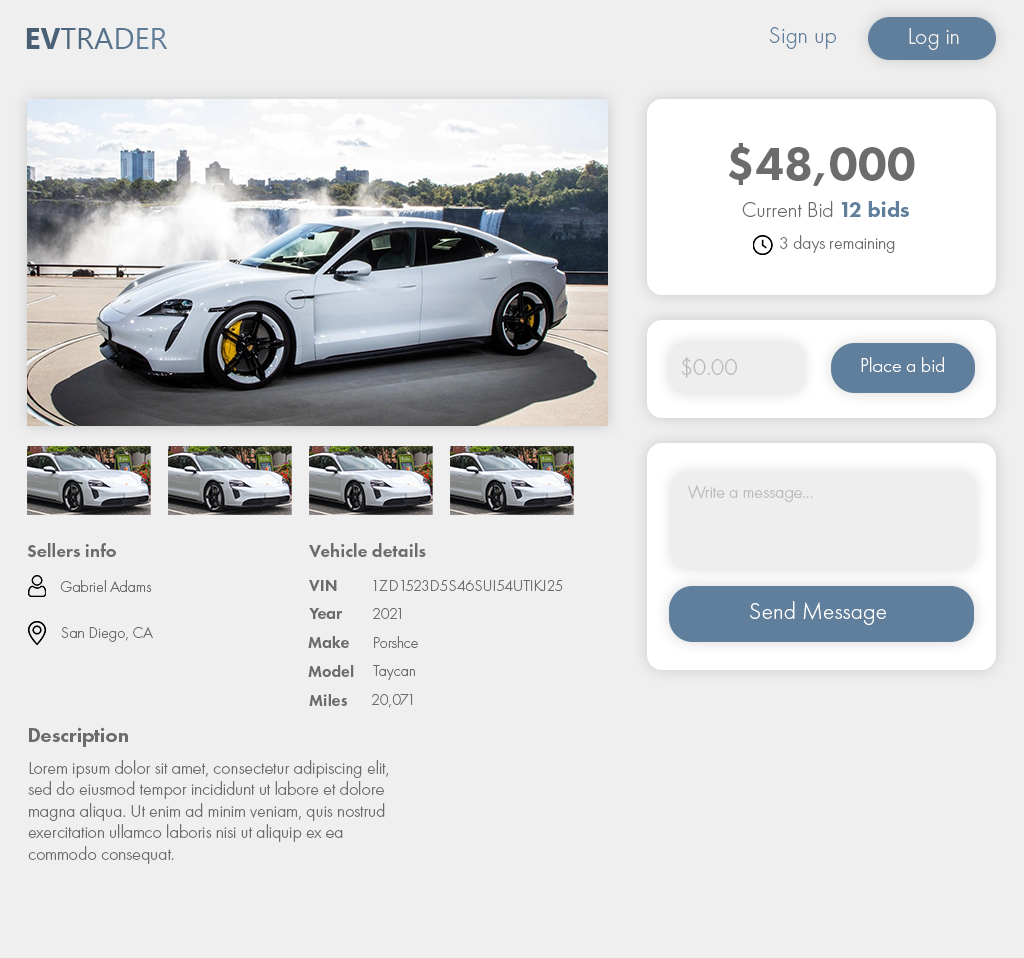 EVTRADER
Sign up
Log in
$48,000
Current Bid 12 bids
3 days remaining
$0.00
Place a bid
Write a message...
Send Message
Sellers info
Gabriel Adams
San Diego, CA
Vehicle details
VIN 1ZD1523D5S46SUI54UTIKJ25
Year 2021
Make Porshce
Model Taycan
Miles 20,071
Description
Lorem ipsum dolor sit amet, consectetur adipiscing elit,
sed do eiusmod tempor incididunt ut labore et dolore
magna aliqua. Ut enim ad minim veniam, quis nostrud
exercitation ullamco laboris nisi ut aliquip ex ea
commodo consequat.